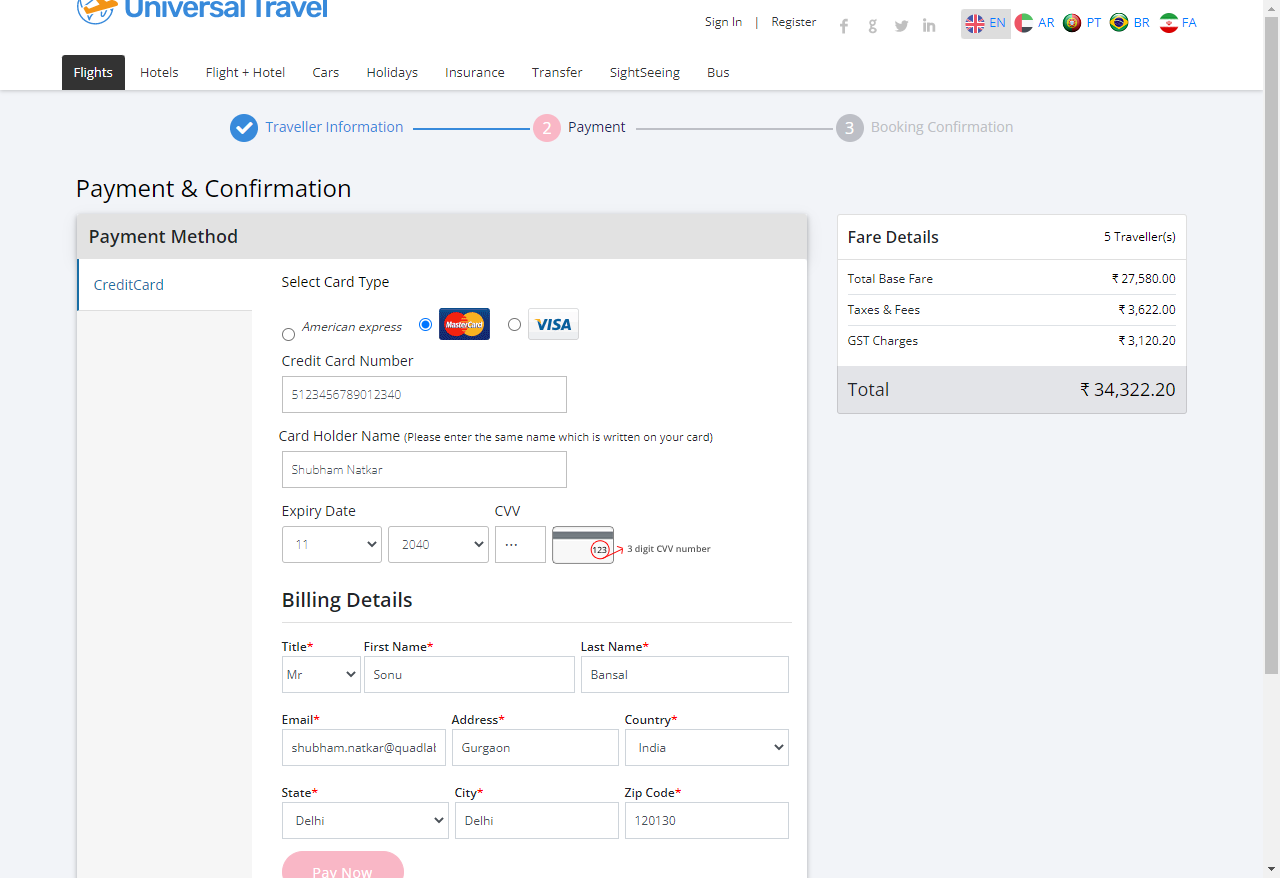 Universal Travel
Sign In | Register
EN AR PT BR FA
Flights Hotels Flight + Hotel Cars Holidays Insurance Transfer SightSeeing Bus
Traveller Information 2 Payment 3 Booking Confirmation
Payment & Confirmation
Payment Method
CreditCard
Select Card Type
American express MasterCard VISA
Credit Card Number
5123456789012340
Card Holder Name (Please enter the same name which is written on your card)
Shubham Natkar
Expiry Date CVV
11 2040 ... 123 3 digit CVV number
Billing Details
Title* First Name* Last Name*
Mr Sonu Bansal
Email* Address* Country*
shubham.natkar@quadlab Gurgaon India
State* City* Zip Code*
Delhi Delhi 120130
Pay Now
Fare Details 5 Traveller(s)
Total Base Fare ₹ 27,580.00
Taxes & Fees ₹ 3,622.00
GST Charges ₹ 3,120.20
Total ₹ 34,322.20